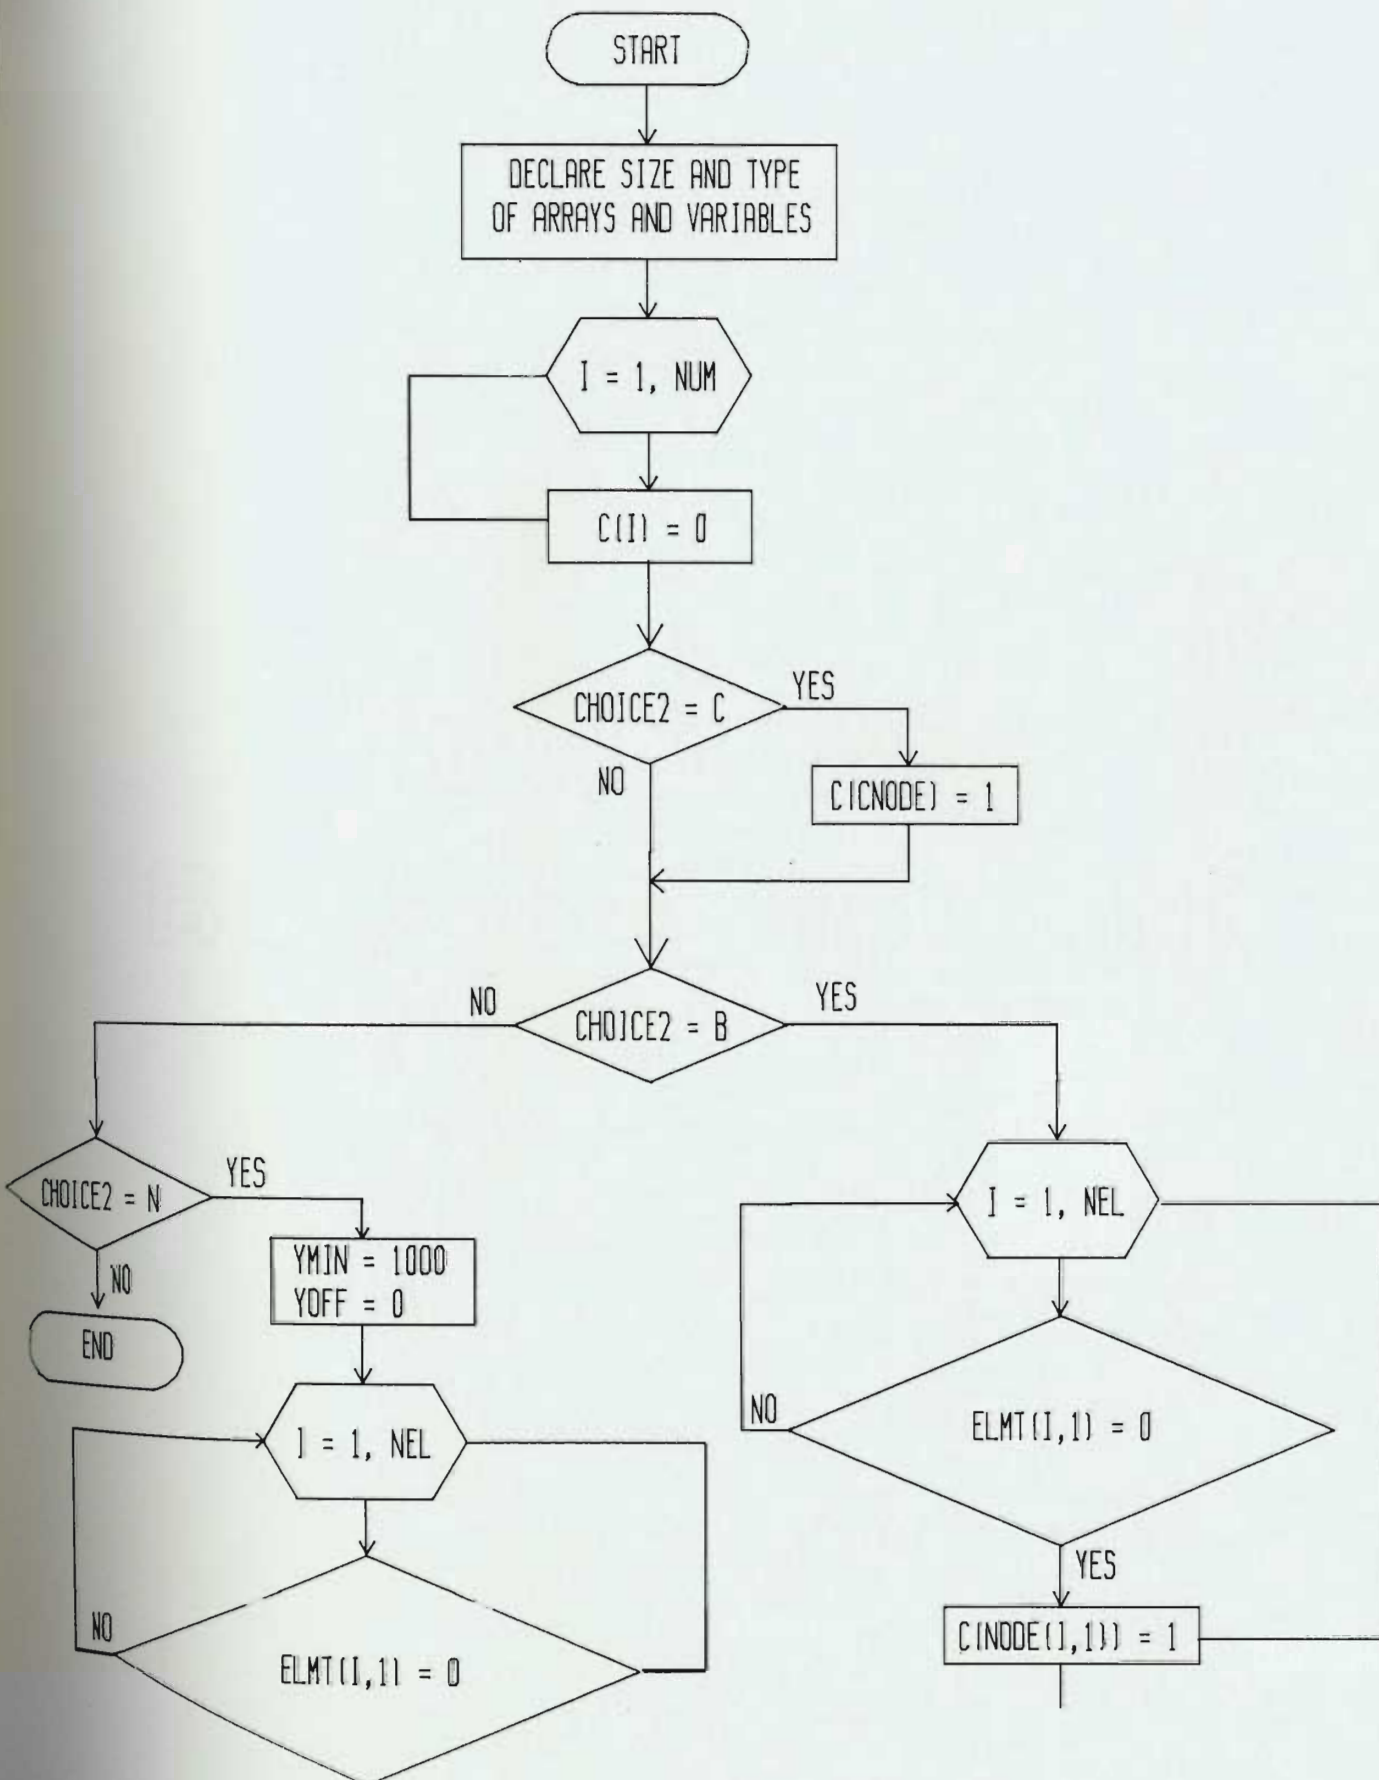 START
DECLARE SIZE AND TYPE
OF ARRAYS AND VARIABLES
I = 1, NUM
C(I) = 0
CHOICE2 = C
YES
NO
C(CNODE) = 1
CHOICE2 = B
NO
YES
CHOICE2 = N
YES
NO
END
YMIN = 1000
YOFF = 0
I = 1, NEL
NO
ELMT(I,1) = 0
I = 1, NEL
NO
ELMT(I,1) = 0
YES
C(NODE(I,1)) = 1